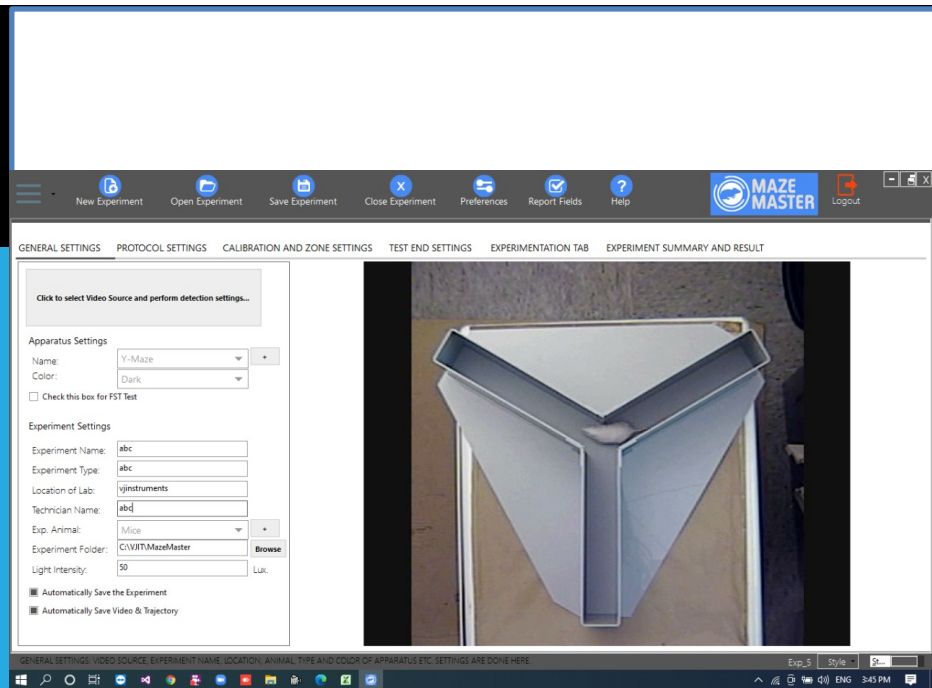 New Experiment Open Experiment Save Experiment Close Experiment Preferences Report Fields ? Help MAZE MASTER Logout
GENERAL SETTINGS PROTOCOL SETTINGS CALIBRATION AND ZONE SETTINGS TEST END SETTINGS EXPERIMENTATION TAB EXPERIMENT SUMMARY AND RESULT
Click to select Video Source and perform detection settings...
Apparatus Settings
Name: Y-Maze +
Color: Dark
Check this box for FST Test
Experiment Settings
Experiment Name: abc
Experiment Type: abc
Location of Lab: vjinstruments
Technician Name: abc
Exp. Animal: Mice +
Experiment Folder: C:\VJIT\MazeMaster Browse
Light Intensity: 50 Lux.
Automatically Save the Experiment
Automatically Save Video & Trajectory
GENERAL SETTINGS: VIDEO SOURCE, EXPERIMENT NAME, LOCATION, ANIMAL, TYPE AND COLOR OF APPARATUS ETC. SETTINGS ARE DONE HERE. Exp_5 Style St...
ENG 3:45 PM